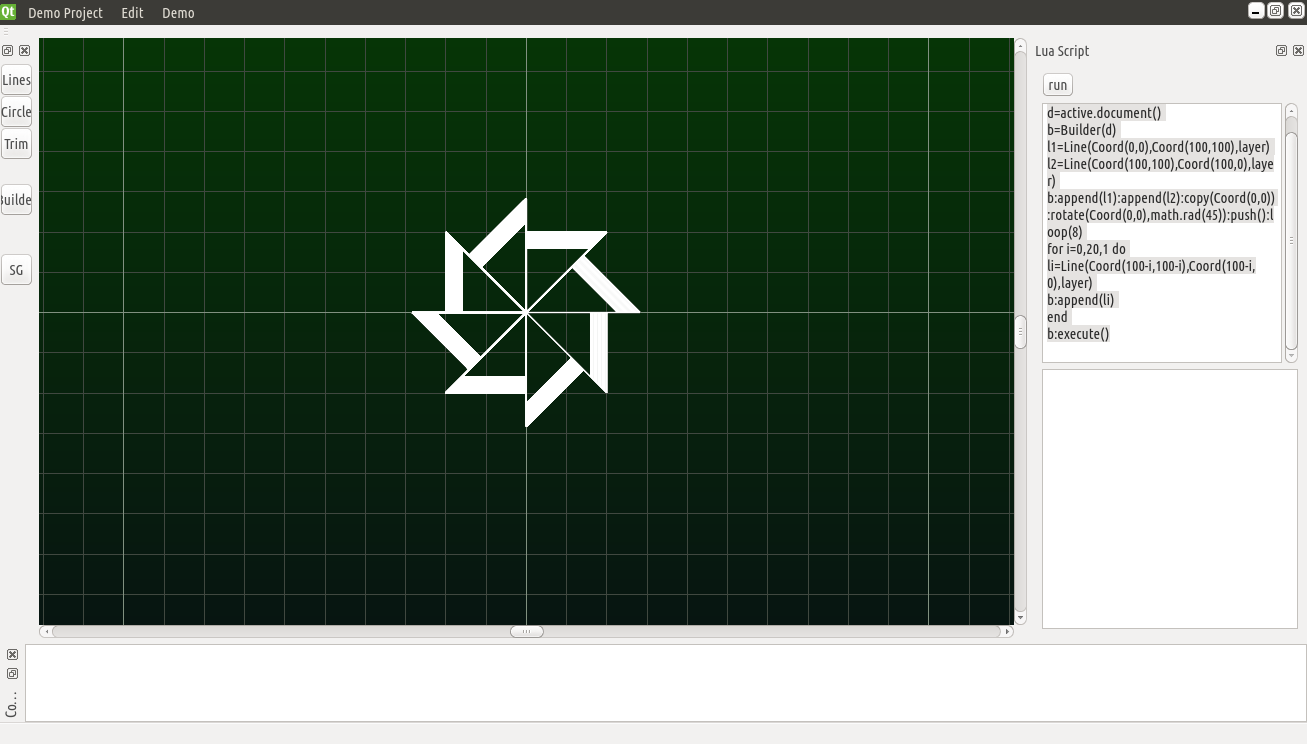 Qt Demo Project Edit Demo
Lua Script
Lines
Circle
Trim
Builde
SG
run
d=active.document()
b=Builder(d)
l1=Line(Coord(0,0),Coord(100,100),layer)
l2=Line(Coord(100,100),Coord(100,0),laye
r)
b:append(l1):append(l2):copy(Coord(0,0))
:rotate(Coord(0,0),math.rad(45)):push():l
oop(8)
for i=0,20,1 do
li=Line(Coord(100-i,100-i),Coord(100-i,
0),layer)
b:append(li)
end
b:execute()
Co...